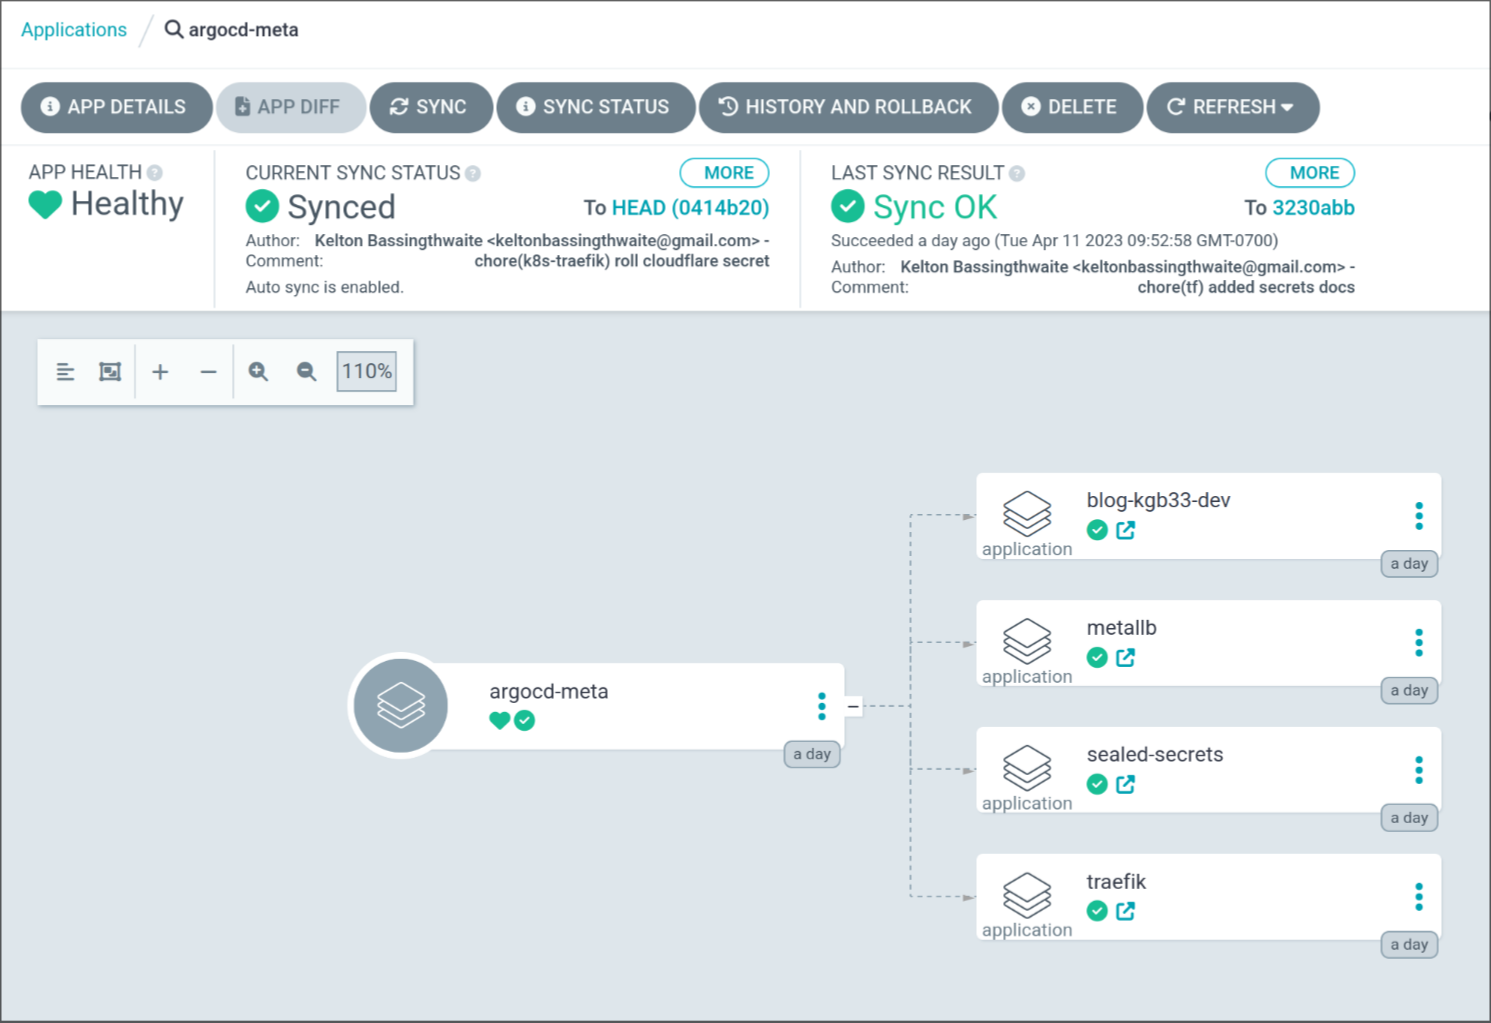 Applications / argocd-meta
APP DETAILS APP DIFF SYNC SYNC STATUS HISTORY AND ROLLBACK DELETE REFRESH
APP HEALTH
Healthy
CURRENT SYNC STATUS MORE
Synced To HEAD (0414b20)
Author: Kelton Bassingthwaite <keltonbassingthwaite@gmail.com> -
Comment: chore(k8s-traefik) roll cloudflare secret
Auto sync is enabled.
LAST SYNC RESULT MORE
Sync OK To 3230abb
Succeeded a day ago (Tue Apr 11 2023 09:52:58 GMT-0700)
Author: Kelton Bassingthwaite <keltonbassingthwaite@gmail.com> -
Comment: chore(tf) added secrets docs
110%
argocd-meta
a day
blog-kgb33-dev
application
a day
metallb
application
a day
sealed-secrets
application
a day
traefik
application
a day